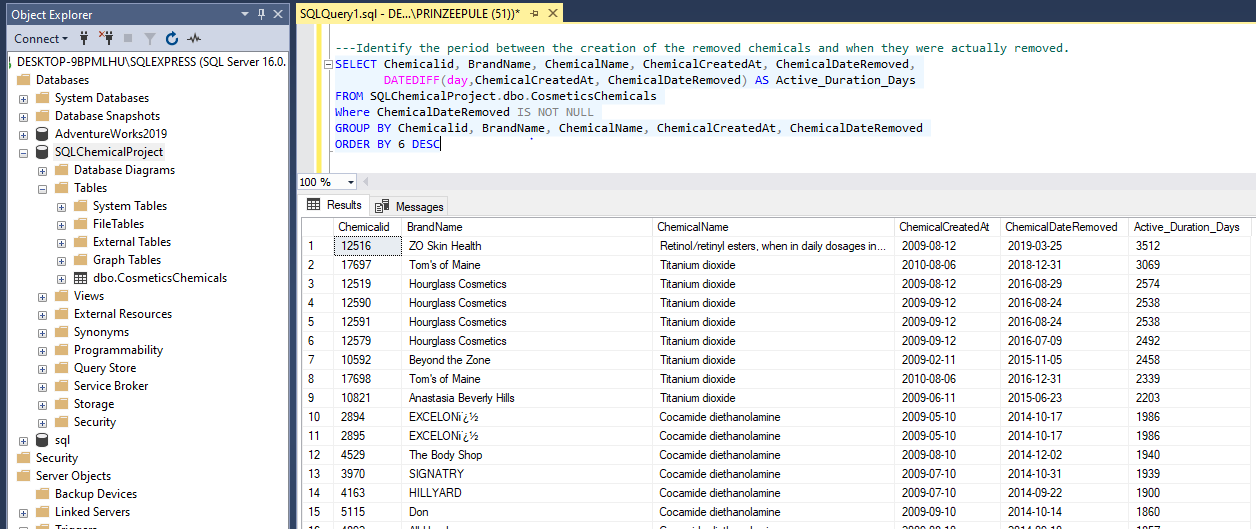 Object Explorer
Connect
DESKTOP-9BPMLHU\SQLEXPRESS (SQL Server 16.0.
Databases
System Databases
Database Snapshots
AdventureWorks2019
SQLChemicalProject
Database Diagrams
Tables
System Tables
FileTables
External Tables
Graph Tables
dbo.CosmeticsChemicals
Views
External Resources
Synonyms
Programmability
Query Store
Service Broker
Storage
Security
sql
Security
Server Objects
Backup Devices
Linked Servers
Triggers
SQLQuery1.sql - DE...\PRINZEEPULE (51))*
---Identify the period between the creation of the removed chemicals and when they were actually removed.
SELECT Chemicalid, BrandName, ChemicalName, ChemicalCreatedAt, ChemicalDateRemoved,
DATEDIFF(day,ChemicalCreatedAt, ChemicalDateRemoved) AS Active_Duration_Days
FROM SQLChemicalProject.dbo.CosmeticsChemicals
Where ChemicalDateRemoved IS NOT NULL
GROUP BY Chemicalid, BrandName, ChemicalName, ChemicalCreatedAt, ChemicalDateRemoved
ORDER BY 6 DESC
100 %
Results Messages
Chemicalid BrandName ChemicalName ChemicalCreatedAt ChemicalDateRemoved Active_Duration_Days
1 12516 ZO Skin Health Retinol/retinyl esters, when in daily dosages in... 2009-08-12 2019-03-25 3512
2 17697 Tom's of Maine Titanium dioxide 2010-08-06 2018-12-31 3069
3 12519 Hourglass Cosmetics Titanium dioxide 2009-08-12 2016-08-29 2574
4 12590 Hourglass Cosmetics Titanium dioxide 2009-09-12 2016-08-24 2538
5 12591 Hourglass Cosmetics Titanium dioxide 2009-09-12 2016-08-24 2538
6 12579 Hourglass Cosmetics Titanium dioxide 2009-09-12 2016-07-09 2492
7 10592 Beyond the Zone Titanium dioxide 2009-02-11 2015-11-05 2458
8 17698 Tom's of Maine Titanium dioxide 2010-08-06 2016-12-31 2339
9 10821 Anastasia Beverly Hills Titanium dioxide 2009-06-11 2015-06-23 2203
10 2894 EXCELONï¿½ Cocamide diethanolamine 2009-05-10 2014-10-17 1986
11 2895 EXCELONï¿½ Cocamide diethanolamine 2009-05-10 2014-10-17 1986
12 4529 The Body Shop Cocamide diethanolamine 2009-08-10 2014-12-02 1940
13 3970 SIGNATRY Cocamide diethanolamine 2009-07-10 2014-10-31 1939
14 4163 HILLYARD Cocamide diethanolamine 2009-07-10 2014-09-22 1900
15 5115 Don Cocamide diethanolamine 2009-09-10 2014-10-14 1860